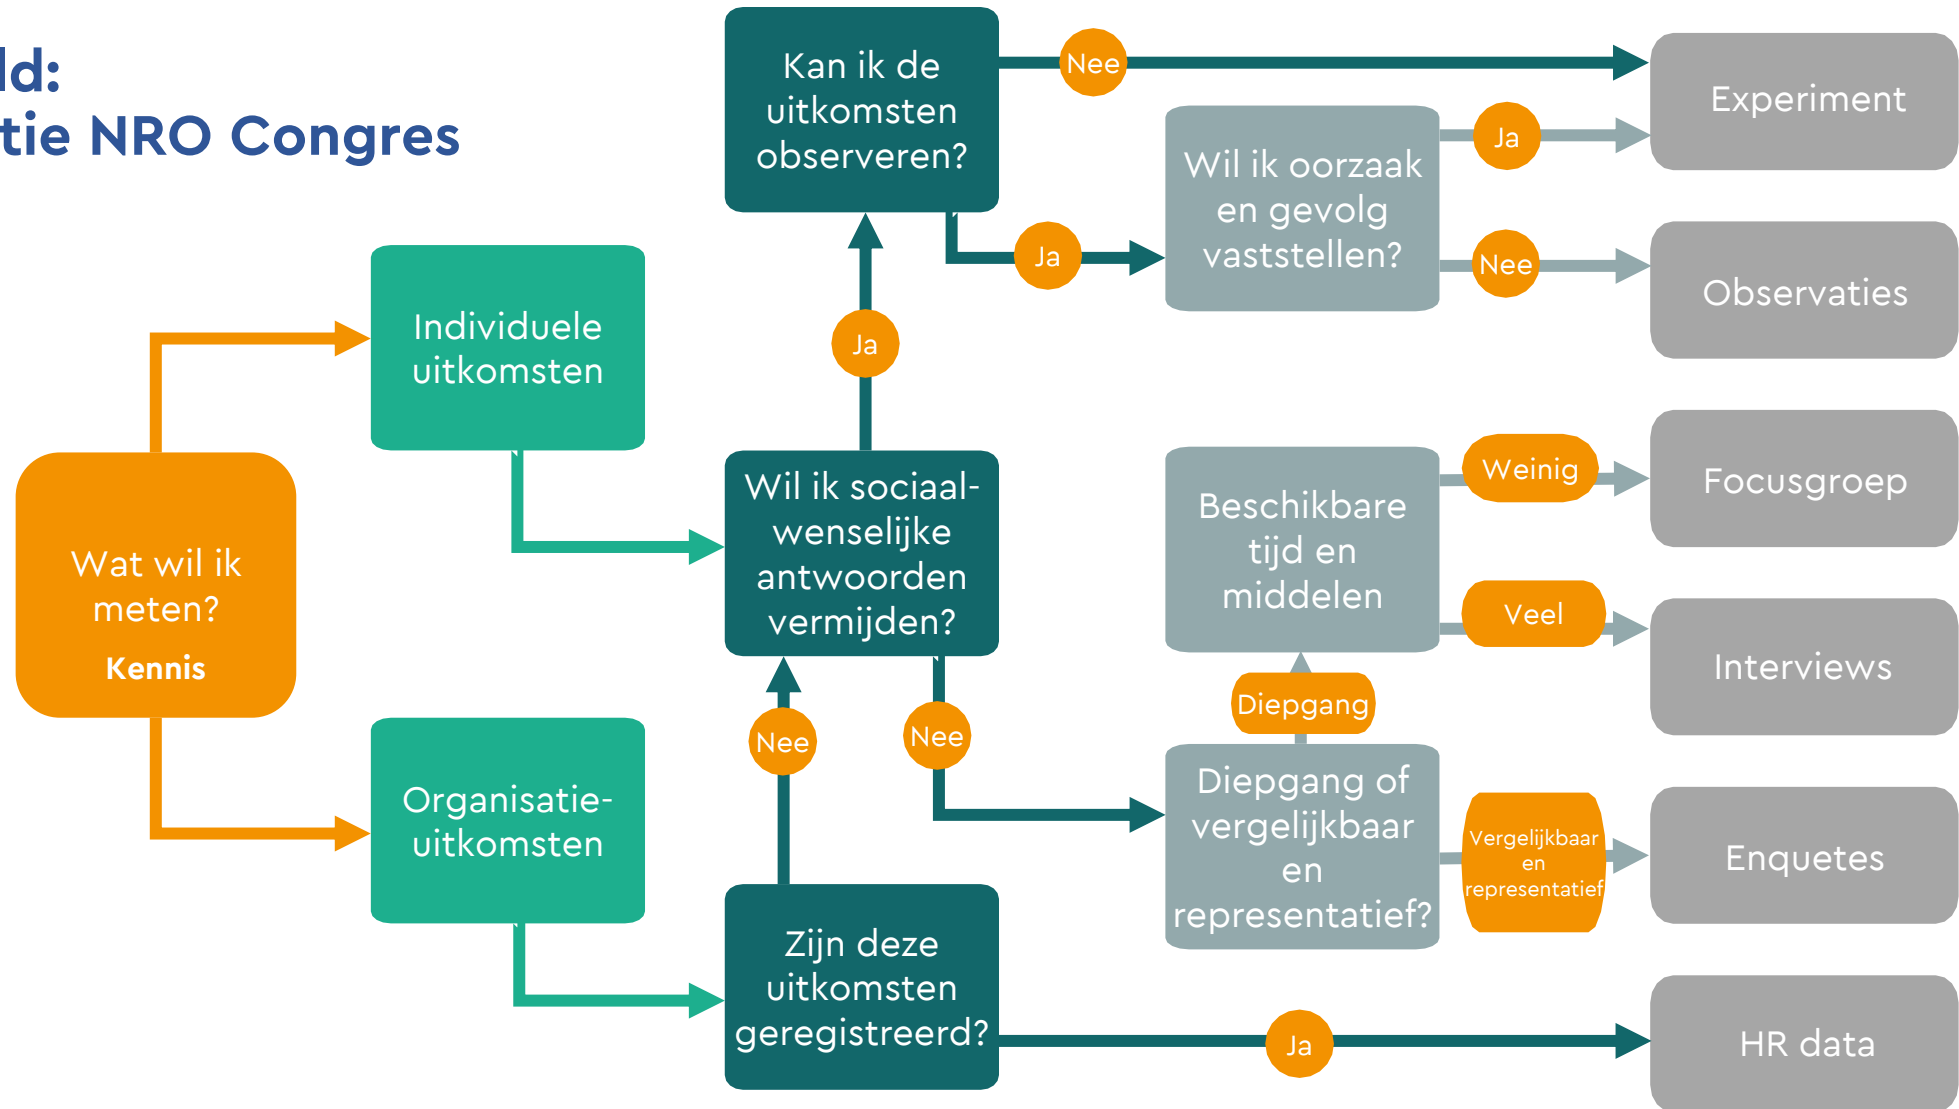 ld:
tie NRO Congres
Wat wil ik
meten?
Kennis
Individuele
uitkomsten
Organisatie-
uitkomsten
Kan ik de
uitkomsten
observeren?
Ja
Wil ik sociaal-
wenselijke
antwoorden
vermijden?
Nee
Nee
Zijn deze
uitkomsten
geregistreerd?
Nee
Ja
Wil ik oorzaak
en gevolg
vaststellen?
Ja
Nee
Beschikbare
tijd en
middelen
Weinig
Veel
Diepgang
Diepgang of
vergelijkbaar
en
representatief?
Vergelijkbaar
en
representatief
Ja
Experiment
Observaties
Focusgroep
Interviews
Enquetes
HR data